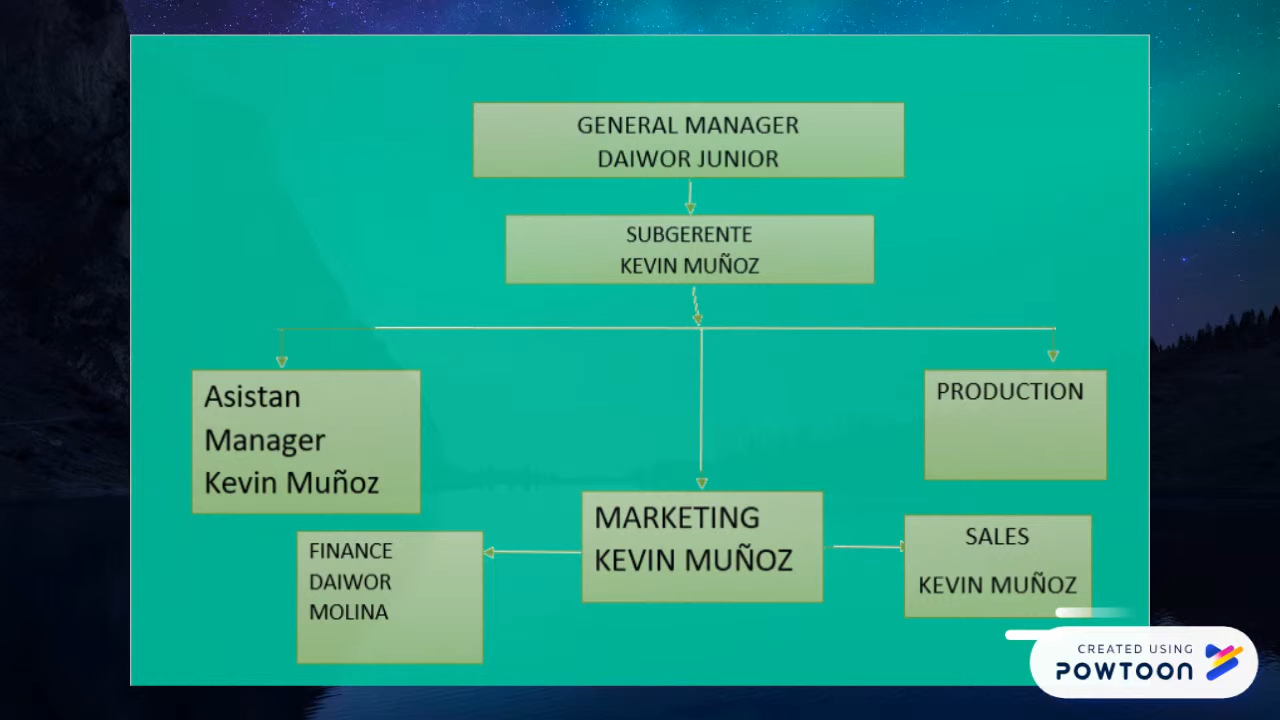 GENERAL MANAGER
DAIWOR JUNIOR
SUBGERENTE
KEVIN MUÑOZ
Asistan
Manager
Kevin Muñoz
PRODUCTION
MARKETING
KEVIN MUÑOZ
FINANCE
DAIWOR
MOLINA
SALES
KEVIN MUÑOZ
CREATED USING
POWTOON